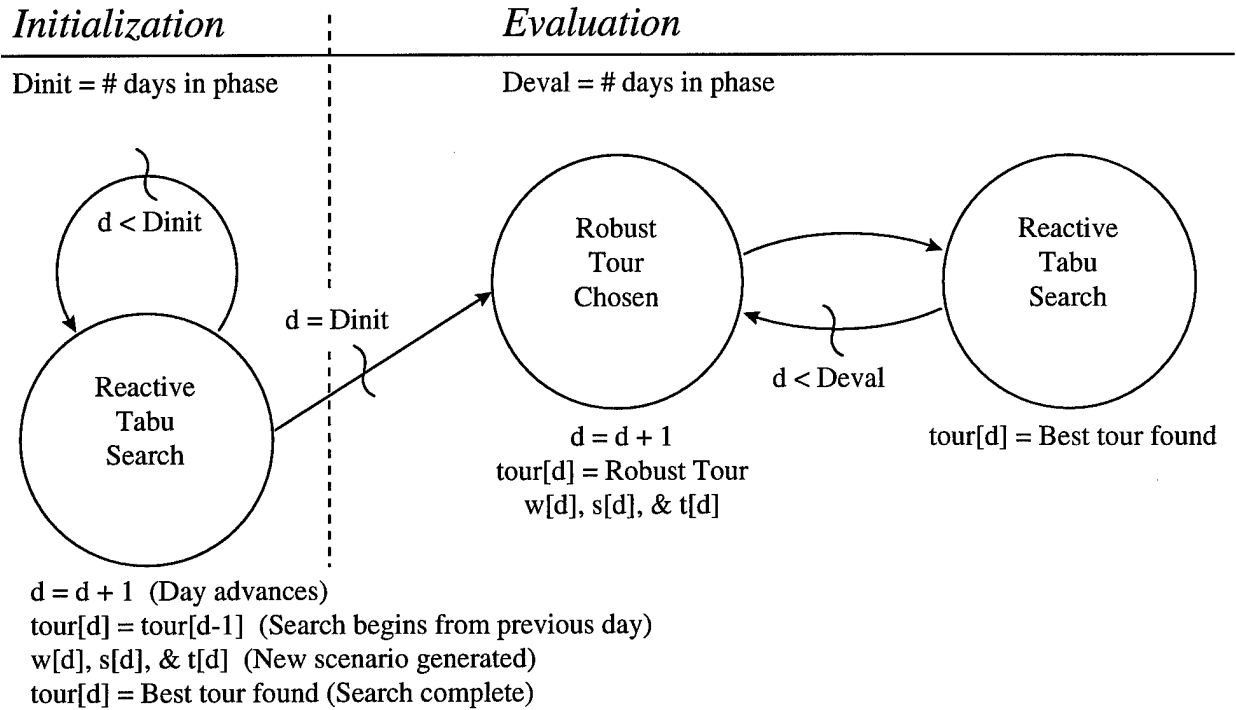 Initialization
Evaluation
Dinit = # days in phase
Deval = # days in phase
d < Dinit
Robust
Tour
Chosen
Reactive
Tabu
Search
d = Dinit
d < Deval
Reactive
Tabu
Search
d = d + 1
tour[d] = Robust Tour
w[d], s[d], & t[d]
tour[d] = Best tour found
d = d + 1 (Day advances)
tour[d] = tour[d-1] (Search begins from previous day)
w[d], s[d], & t[d] (New scenario generated)
tour[d] = Best tour found (Search complete)